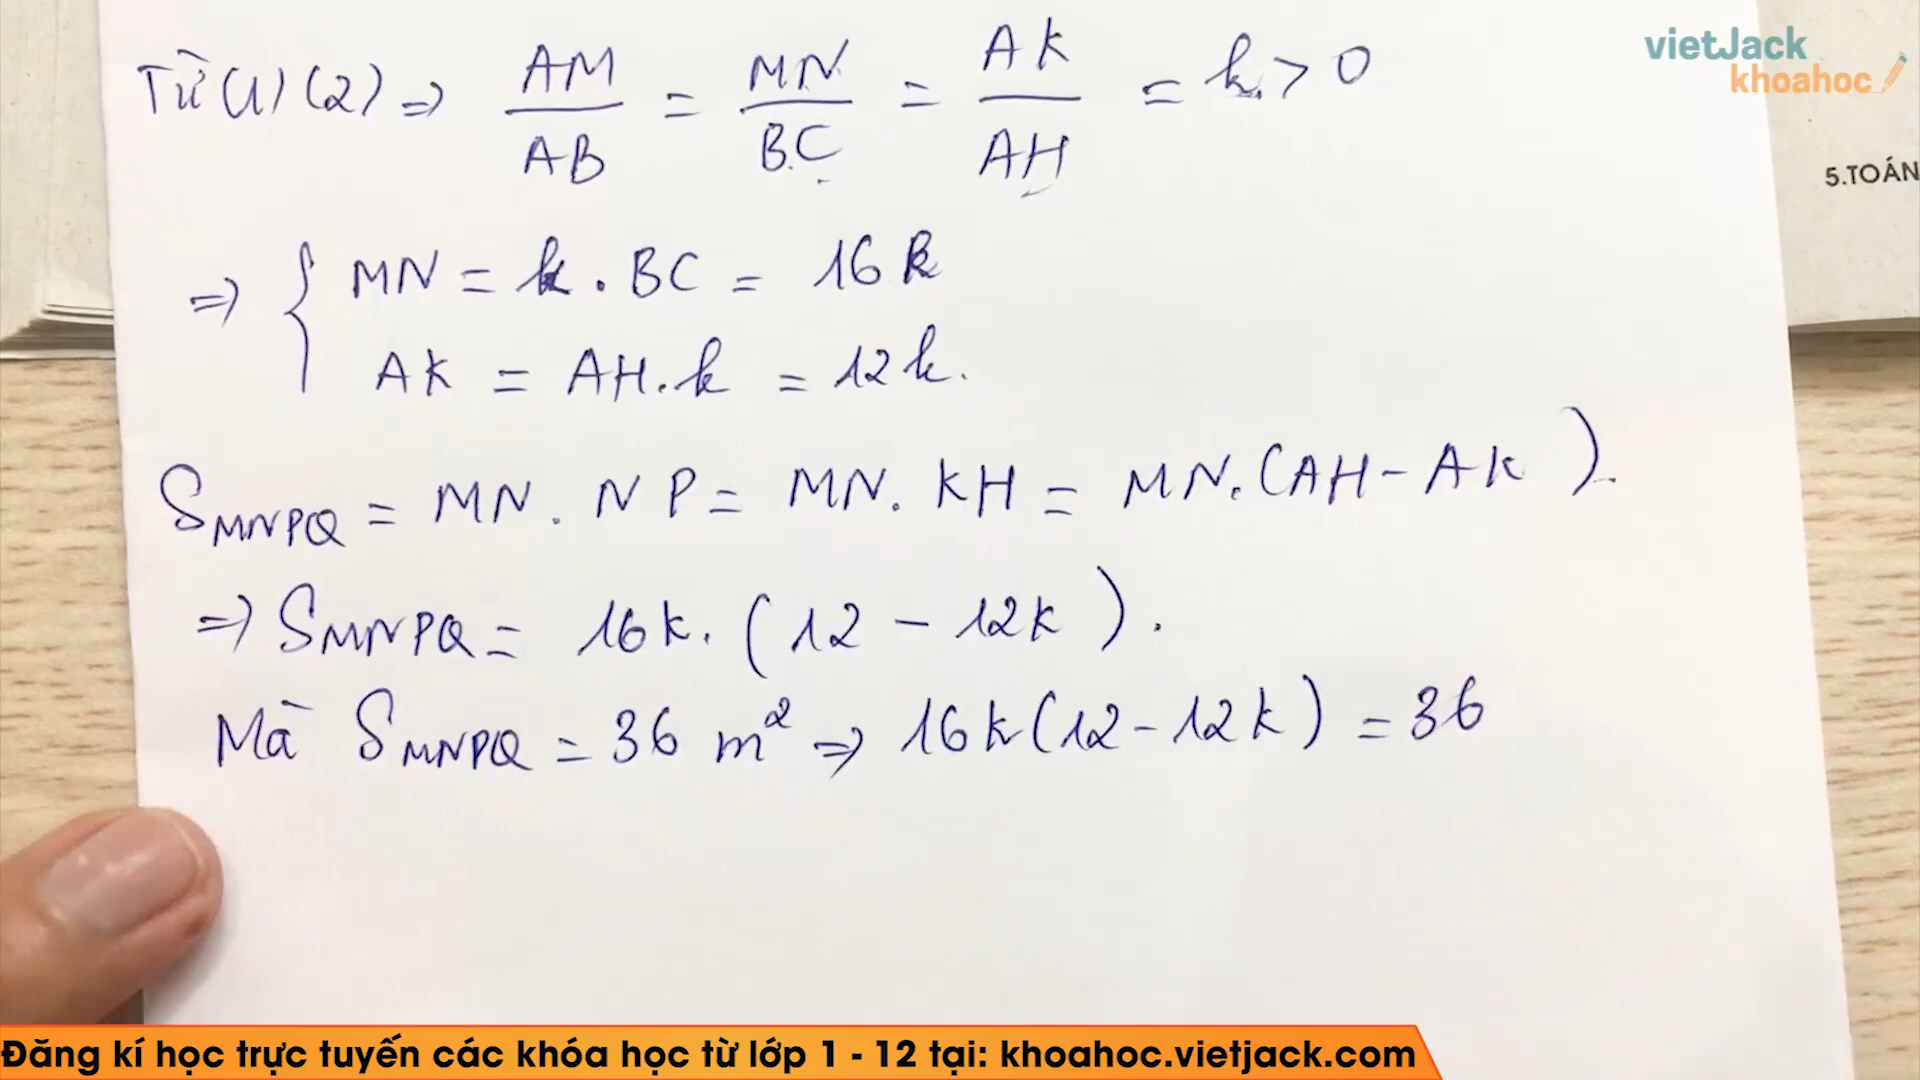 vietJack
khoahoc
5.TOÁN
Từ (1) (2) => AM/AB = MN/BC = AK/AH = k > 0
=> { MN = k . BC = 16k
AK = AH.k = 12k.
S_MNPQ = MN . NP = MN. KH = MN.(AH - AK).
=> S_MNPQ = 16k. (12 - 12k).
Mà S_MNPQ = 36 m² => 16k(12 - 12k) = 36
Đăng kí học trực tuyến các khóa học từ lớp 1 - 12 tại: khoahoc.vietjack.com